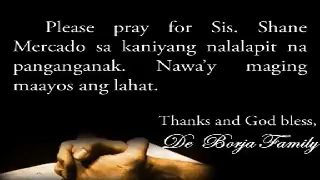 Please pray for Sis. Shane
Mercado sa kaniyang nalalapit na
panganganak. Nawa'y maging
maayos ang lahat.
Thanks and God bless,
De Borja Family